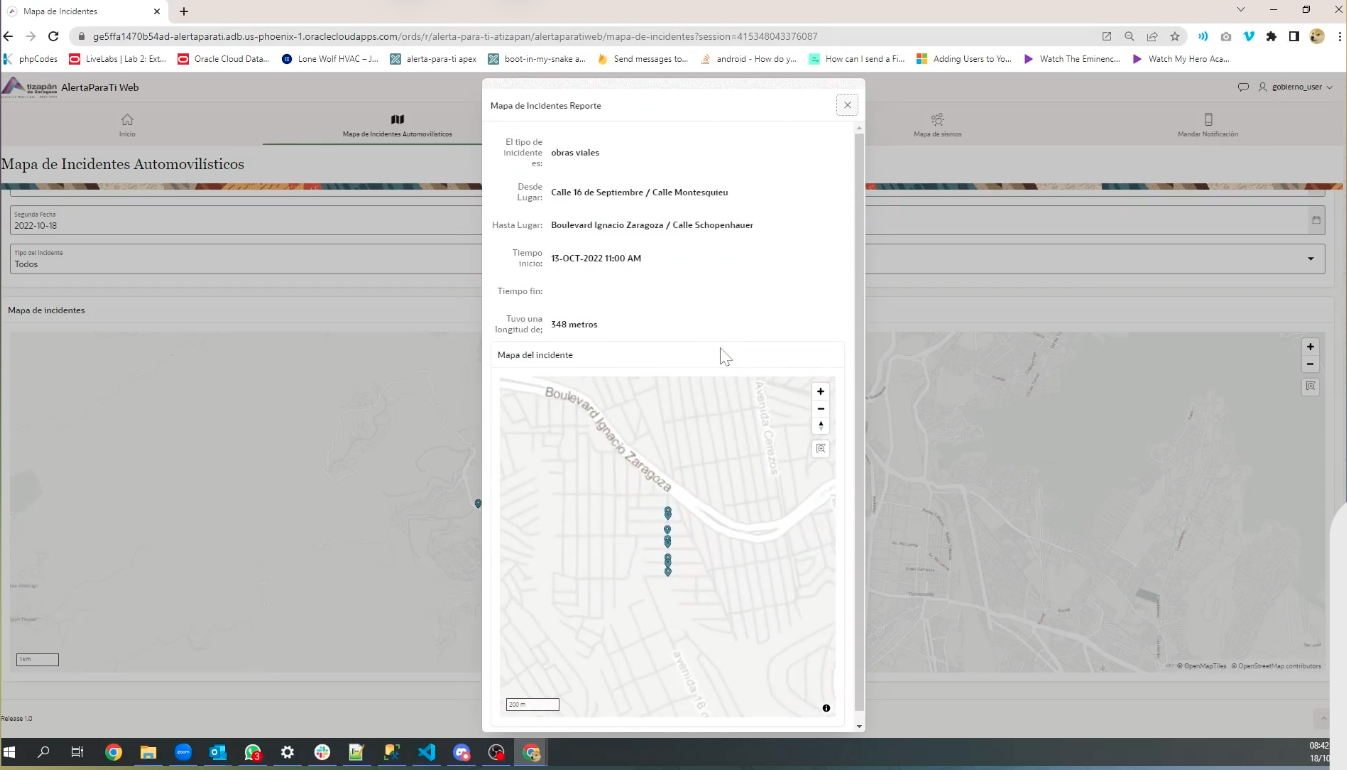 Mapa de Incidentes
ge5ffa1470b54ad-alertaparati.adb.us-phoenix-1.oraclecloudapps.com/ords/r/alerta-para-ti-atizapan/alertaparatiweb/mapa-de-incidentes?session=415348043376087
phpCodes
LiveLabs | Lab 2: Ext...
Oracle Cloud Data...
Lone Wolf HVAC – J...
alerta-para-ti apex
boot-in-my-snake a...
Send messages to...
android - How do y...
How can I send a Fi...
Adding Users to Yo...
Watch The Eminenc...
Watch My Hero Aca...
tizapán
AlertaParaTi Web
gobierno_user
Inicio
Mapa de Incidentes Automovilísticos
Mapa de sismos
Mandar Notificación
Mapa de Incidentes Automovilísticos
Segunda Fecha
2022-10-18
Tipo del Incidente
Todos
Mapa de incidentes
1 km
© OpenMapTiles © OpenStreetMap contributors
Release 1.0
Mapa de Incidentes Reporte
El tipo de
Inicidente
es:
obras viales
Desde
Lugar:
Calle 16 de Septiembre / Calle Montesquieu
Hasta Lugar:
Boulevard Ignacio Zaragoza / Calle Schopenhauer
Tiempo
inicio:
13-OCT-2022 11:00 AM
Tiempo fin:
Tuvo una
longitud de;
348 metros
Mapa del incidente
Boulevard Ignacio Zaragoza
Avenida Cerezos
avenida 16 d
200 m
zoom
3
08:42
18/10